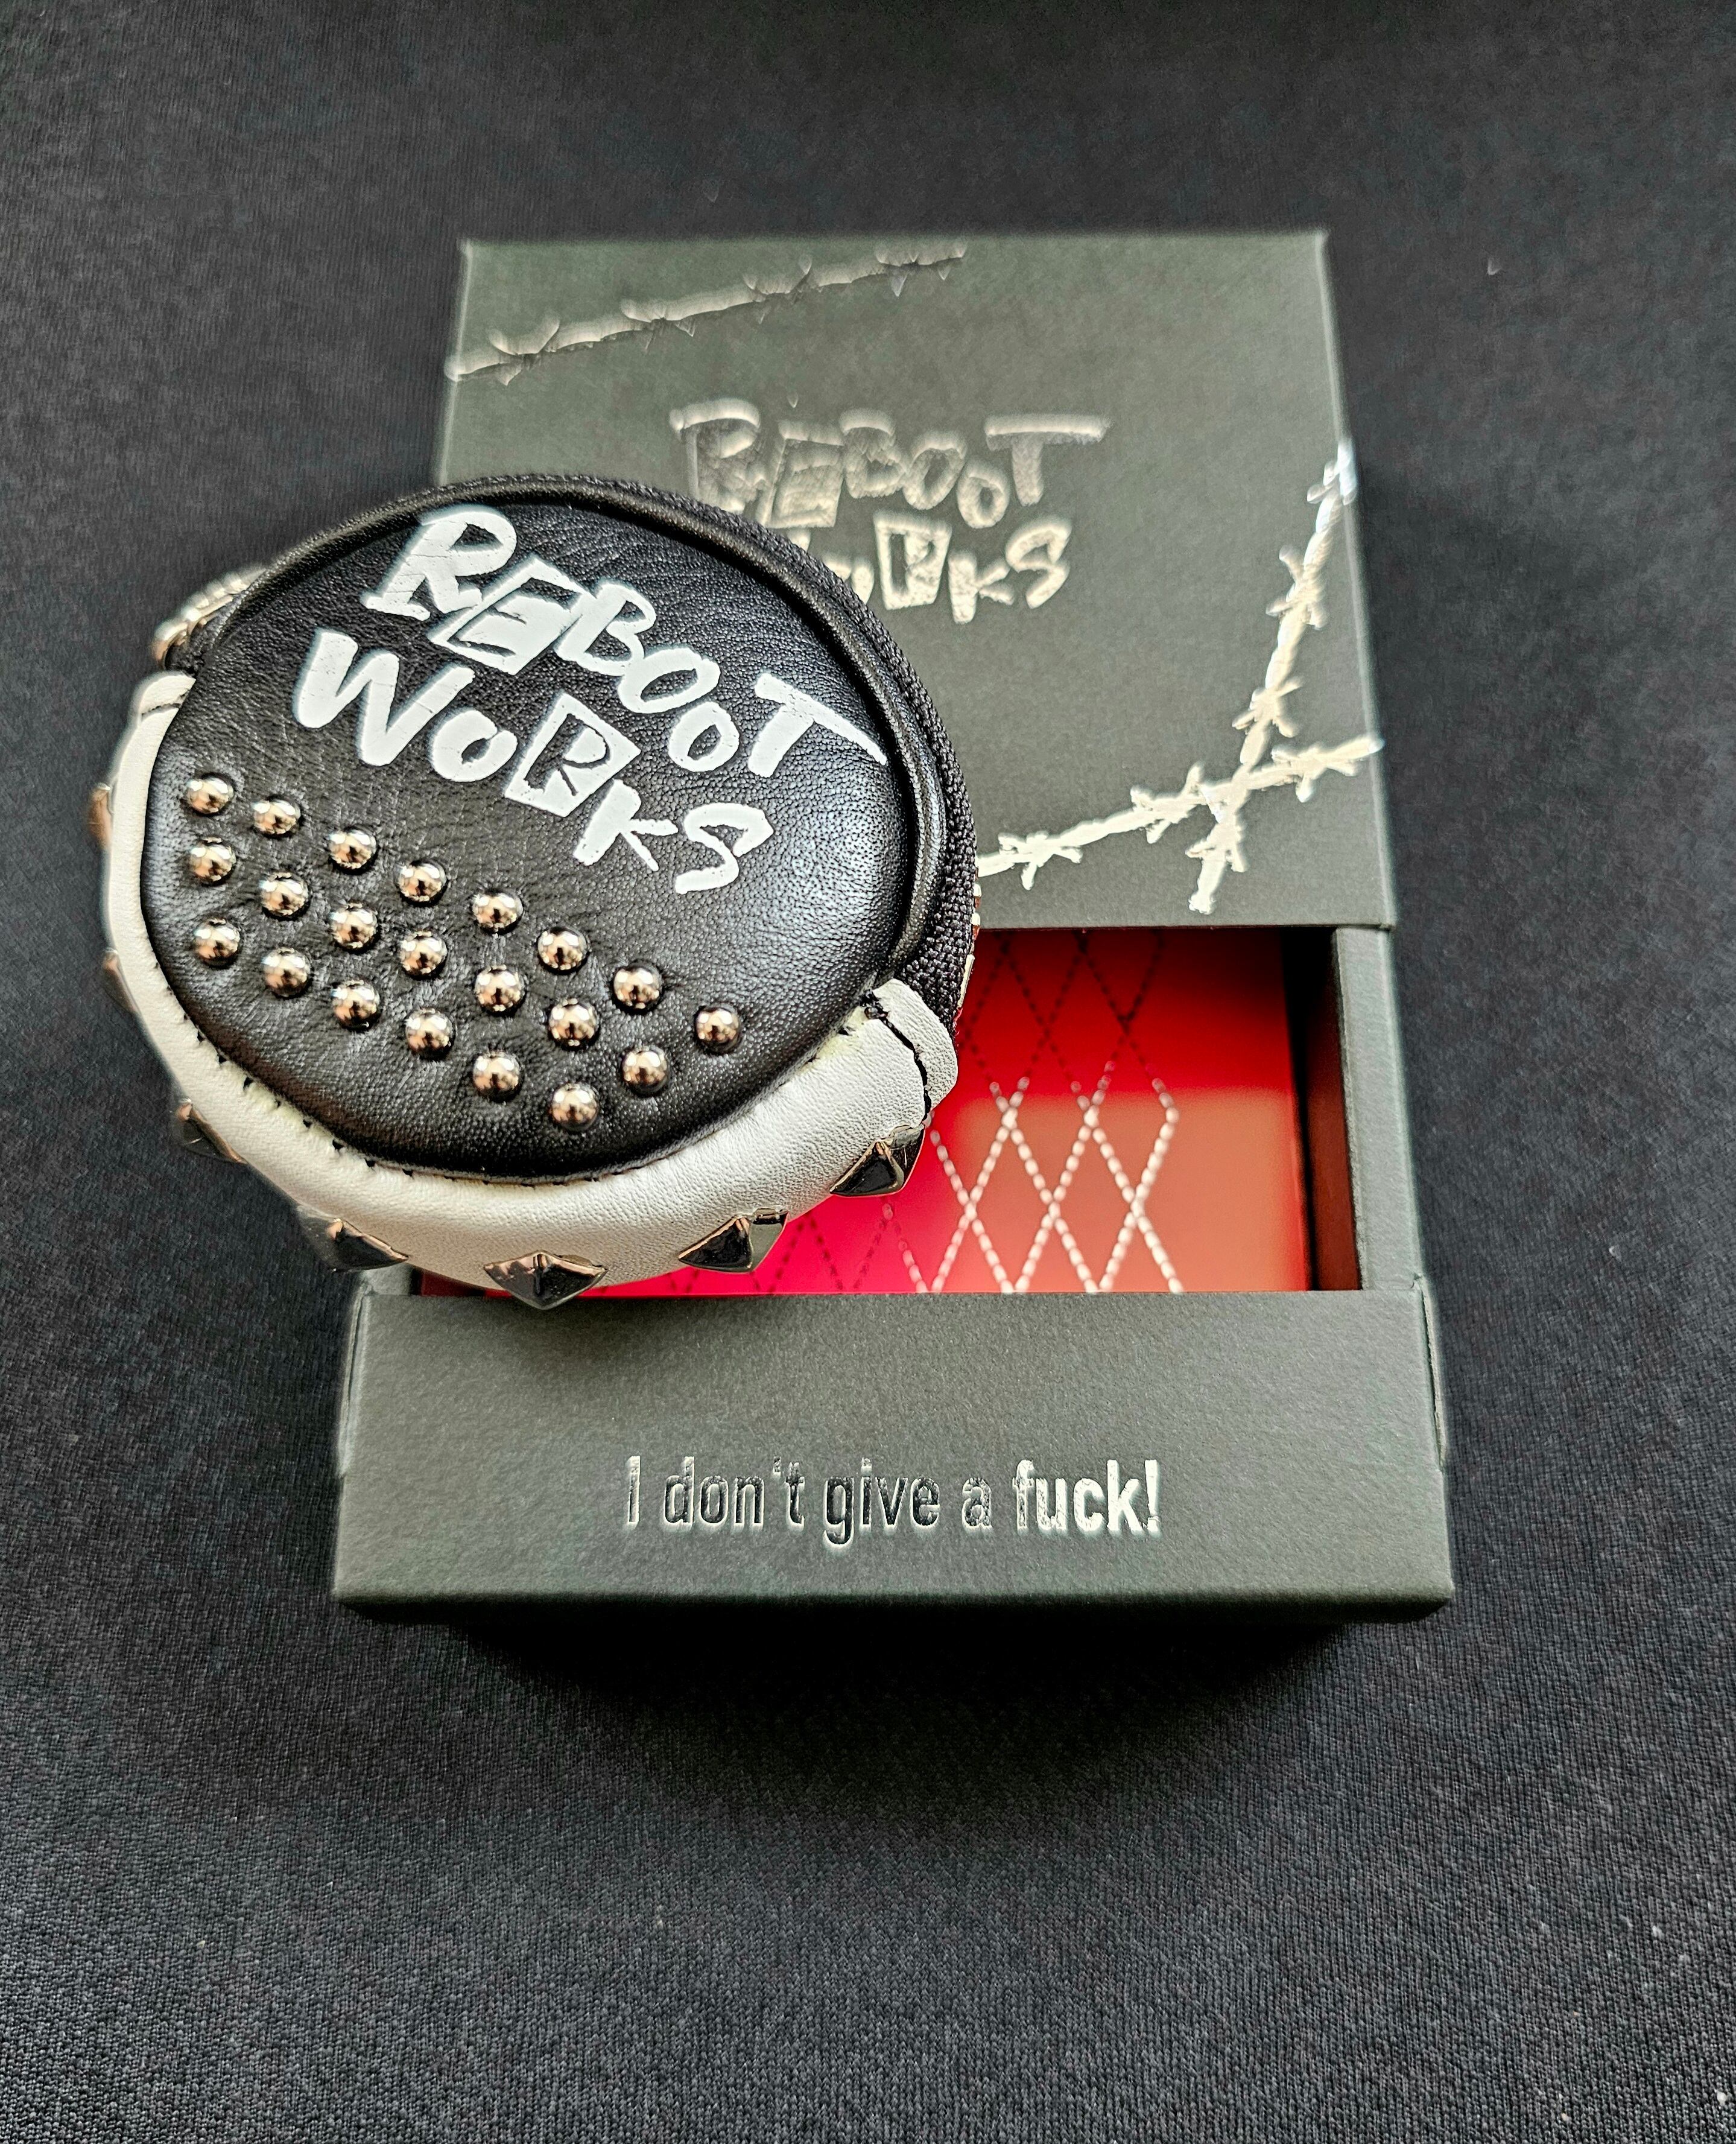 REBOOT
WORKS
REBOOT
WORKS
I don't give a fuck!